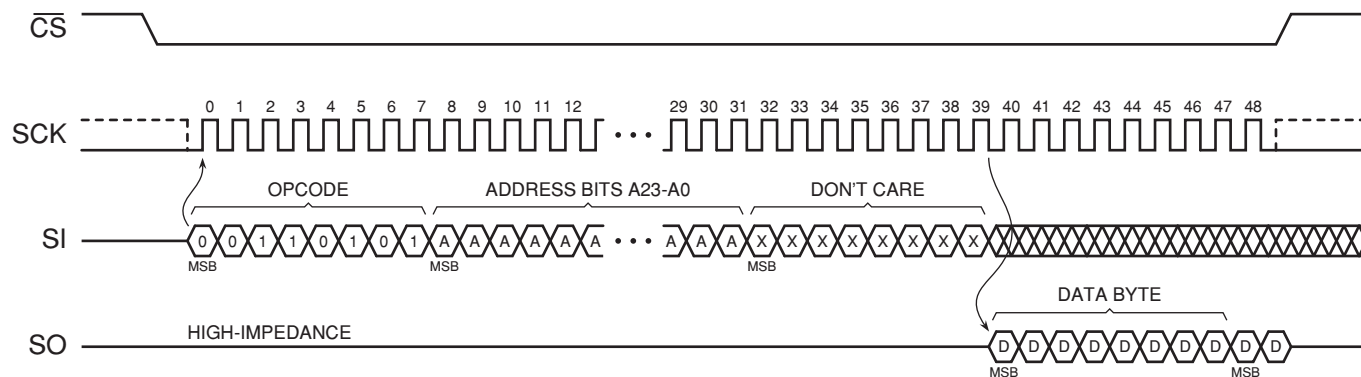 CS
0 1 2 3 4 5 6 7 8 9 10 11 12 29 30 31 32 33 34 35 36 37 38 39 40 41 42 43 44 45 46 47 48
SCK
OPCODE ADDRESS BITS A23-A0 DON'T CARE
SI 0 0 1 1 0 1 0 1 A A A A A A A A A X X X X X X X X
MSB MSB MSB
DATA BYTE
HIGH-IMPEDANCE
SO D D D D D D D D D D
MSB MSB